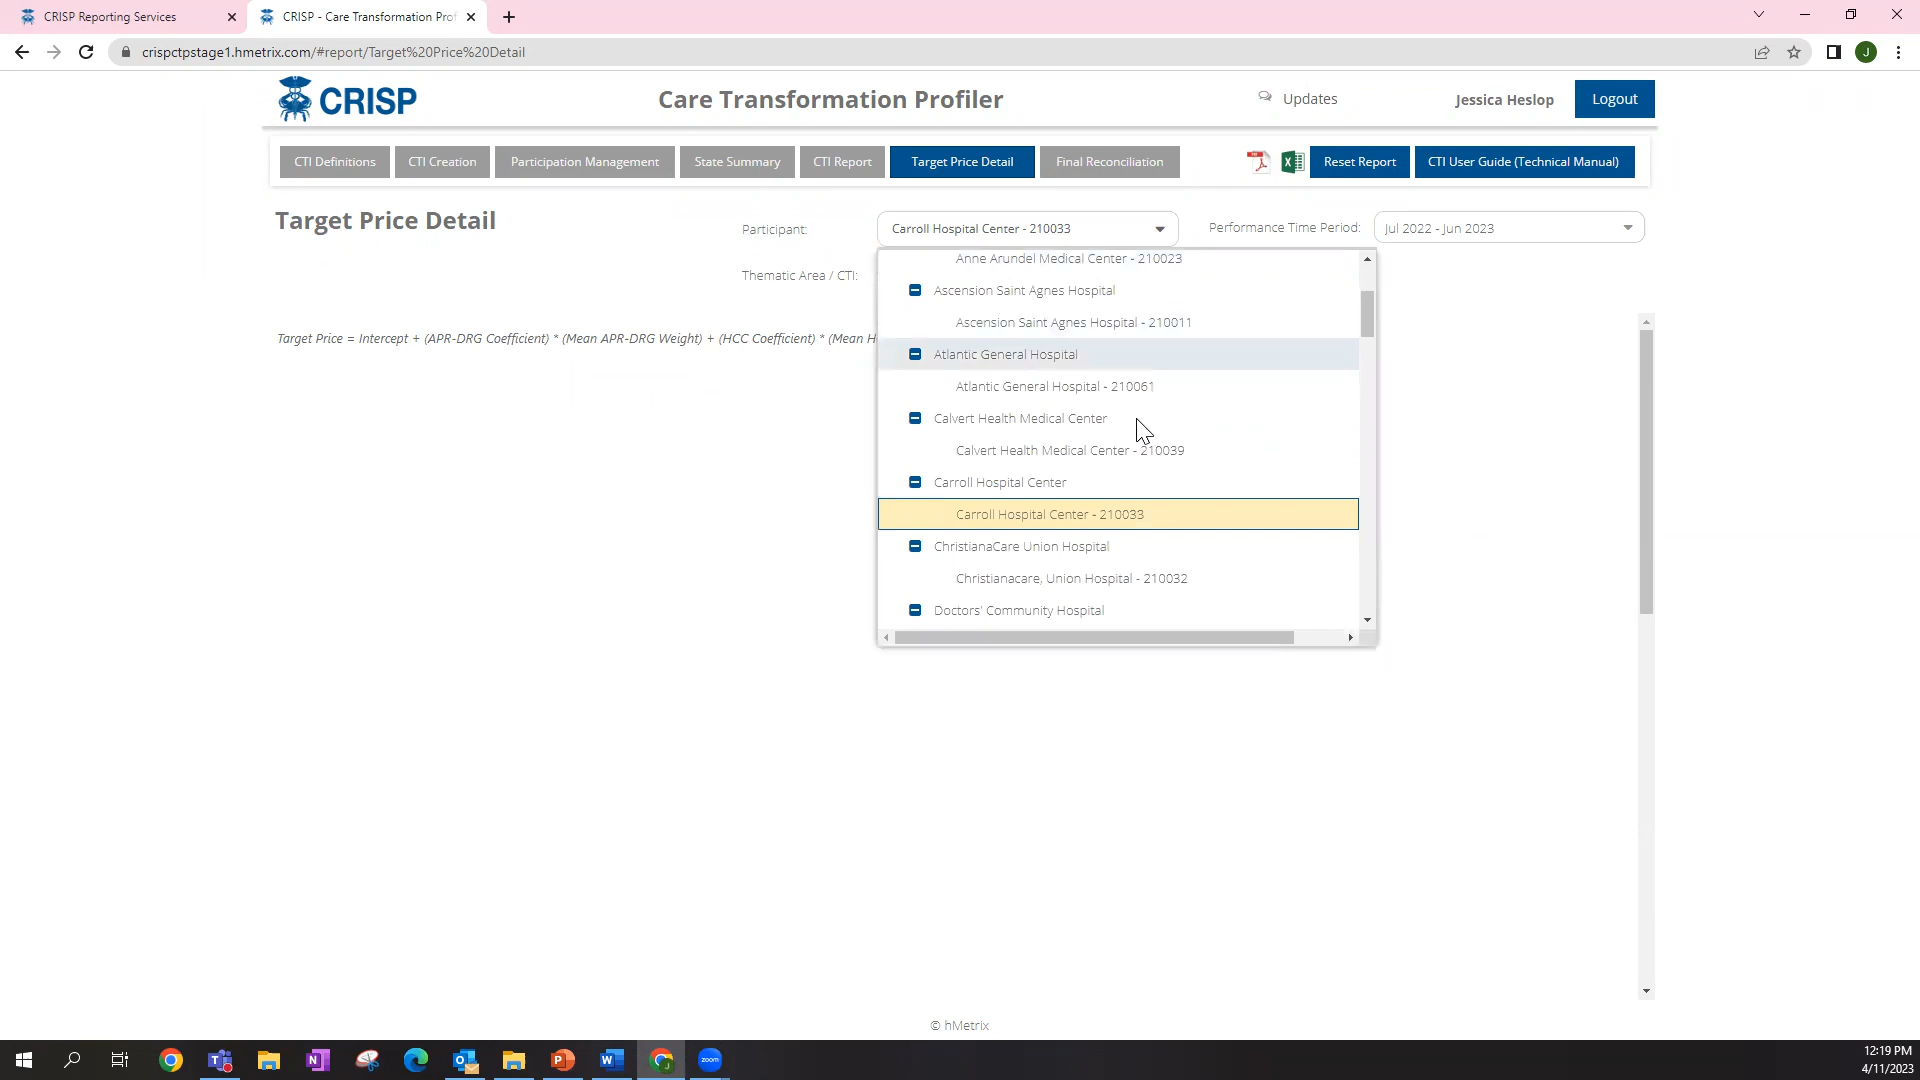 CRISP Reporting Services
CRISP - Care Transformation Prof
crispctpstage1.hmetrix.com/#report/Target%20Price%20Detail
J
CRISP
Care Transformation Profiler
Updates
Jessica Heslop
Logout
CTI Definitions
CTI Creation
Participation Management
State Summary
CTI Report
Target Price Detail
Final Reconciliation
Reset Report
CTI User Guide (Technical Manual)
Target Price Detail
Participant:
Carroll Hospital Center - 210033
Performance Time Period:
Jul 2022 - Jun 2023
Thematic Area / CTI:
Target Price = Intercept + (APR-DRG Coefficient) * (Mean APR-DRG Weight) + (HCC Coefficient) * (Mean H
Anne Arundel Medical Center - 210023
Ascension Saint Agnes Hospital
Ascension Saint Agnes Hospital - 210011
Atlantic General Hospital
Atlantic General Hospital - 210061
Calvert Health Medical Center
Calvert Health Medical Center - 210039
Carroll Hospital Center
Carroll Hospital Center - 210033
ChristianaCare Union Hospital
Christianacare, Union Hospital - 210032
Doctors' Community Hospital
© hMetrix
zoom
12:19 PM
4/11/2023